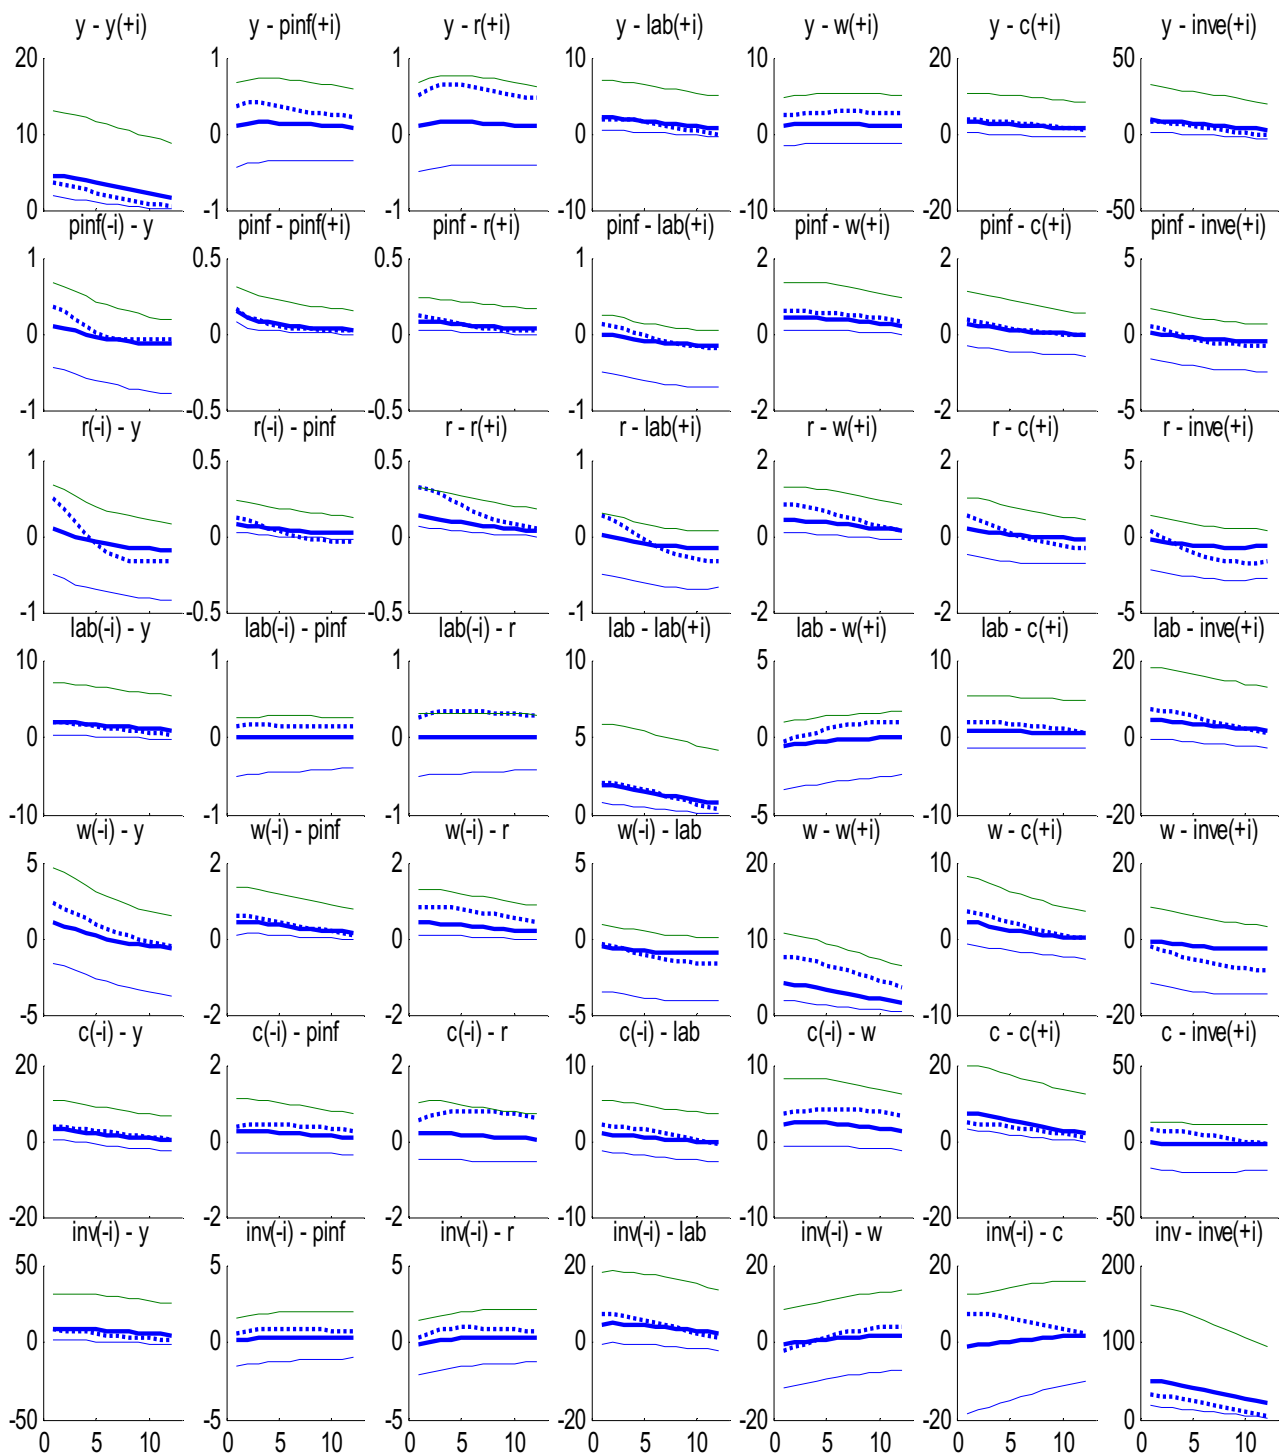 y - y(+i) y - pinf(+i) y - r(+i) y - lab(+i) y - w(+i) y - c(+i) y - inve(+i)
20 1 1 10 10 20 50
10 0 0 0 0 0 0
0 -1 -1 -10 -10 -20 -50
pinf(-i) - y pinf - pinf(+i) pinf - r(+i) pinf - lab(+i) pinf - w(+i) pinf - c(+i) pinf - inve(+i)
1 0.5 0.5 1 2 2 5
0 0 0 0 0 0 0
-1 -0.5 -0.5 -1 -2 -2 -5
r(-i) - y r(-i) - pinf r - r(+i) r - lab(+i) r - w(+i) r - c(+i) r - inve(+i)
1 0.5 0.5 1 2 2 5
0 0 0 0 0 0 0
-1 -0.5 -0.5 -1 -2 -2 -5
lab(-i) - y lab(-i) - pinf lab(-i) - r lab - lab(+i) lab - w(+i) lab - c(+i) lab - inve(+i)
10 1 1 10 5 10 20
0 0 0 5 0 0 0
-10 -1 -1 0 -5 -10 -20
w(-i) - y w(-i) - pinf w(-i) - r w(-i) - lab w - w(+i) w - c(+i) w - inve(+i)
5 2 2 5 20 10 20
0 0 0 0 10 0 0
-5 -2 -2 -5 0 -10 -20
c(-i) - y c(-i) - pinf c(-i) - r c(-i) - lab c(-i) - w c - c(+i) c - inve(+i)
20 2 2 10 10 20 50
0 0 0 0 0 0 0
-20 -2 -2 -10 -10 -20 -50
inv(-i) - y inv(-i) - pinf inv(-i) - r inv(-i) - lab inv(-i) - w inv(-i) - c inv - inve(+i)
50 5 5 20 20 20 200
0 0 0 0 0 0 100
-50 -5 -5 -20 -20 -20 0
0 5 10 0 5 10 0 5 10 0 5 10 0 5 10 0 5 10 0 5 10